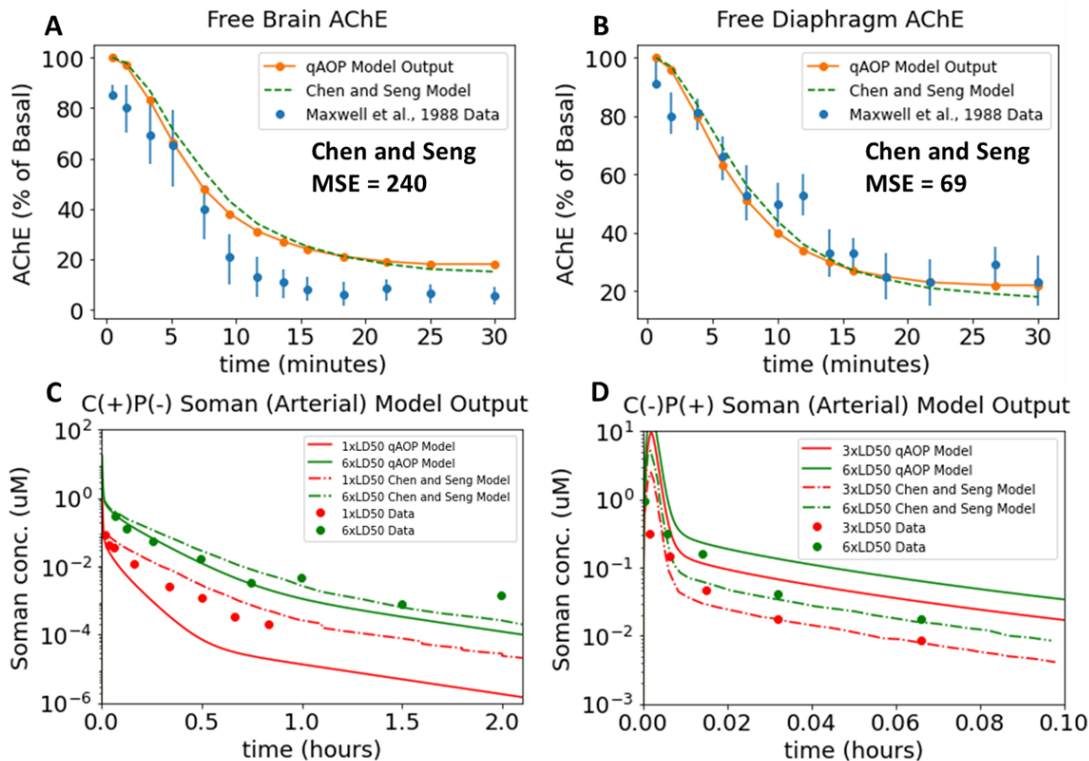 A
Free Brain AChE
100
80
60
40
20
0
AChE (% of Basal)
qAOP Model Output
Chen and Seng Model
Maxwell et al., 1988 Data
Chen and Seng
MSE = 240
0 5 10 15 20 25 30
time (minutes)
B
Free Diaphragm AChE
100
80
60
40
20
AChE (% of Basal)
qAOP Model Output
Chen and Seng Model
Maxwell et al., 1988 Data
Chen and Seng
MSE = 69
0 5 10 15 20 25 30
time (minutes)
C
C(+)P(-) Soman (Arterial) Model Output
10²
10⁰
10⁻²
10⁻⁴
10⁻⁶
Soman conc. (uM)
1xLD50 qAOP Model
6xLD50 qAOP Model
1xLD50 Chen and Seng Model
6xLD50 Chen and Seng Model
1xLD50 Data
6xLD50 Data
0.0 0.5 1.0 1.5 2.0
time (hours)
D
C(-)P(+) Soman (Arterial) Model Output
10¹
10⁰
10⁻¹
10⁻²
10⁻³
Soman conc. (uM)
3xLD50 qAOP Model
6xLD50 qAOP Model
3xLD50 Chen and Seng Model
6xLD50 Chen and Seng Model
3xLD50 Data
6xLD50 Data
0.00 0.02 0.04 0.06 0.08 0.10
time (hours)